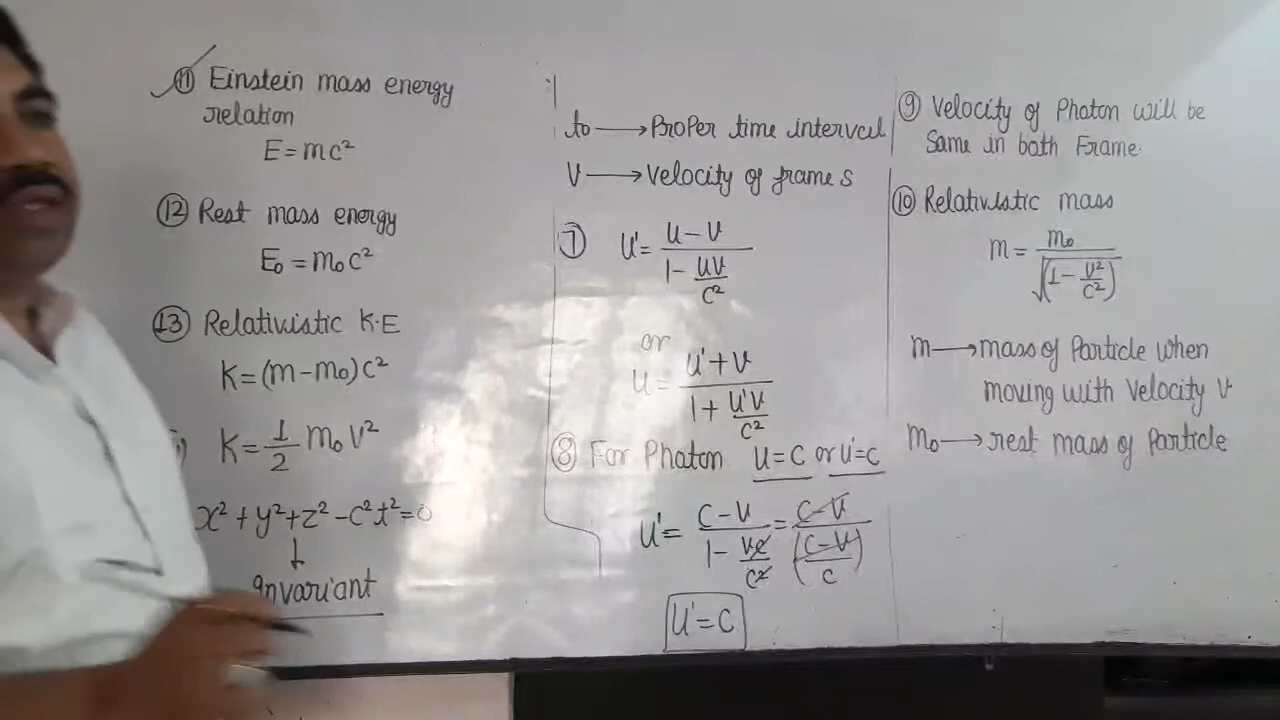 ⑪ Einstein mass energy
relation
E=mc²
⑫ Rest mass energy
E₀=m₀c²
⑬ Relativistic K.E
K=(m-m₀)c²
K=1/2 m₀v²
x²+y²+z²-c²t²=0
↓
Invariant
to→Proper time interval
V→Velocity of frame s
⑦ u'=(u-v)/(1-uv/c²)
or
u=(u'+v)/(1+u'v/c²)
⑧ For Photon u=c or u'=c
u'=(c-v)/(1-vc/c²)=(c-v)/((c-v)/c)
u'=c
⑨ Velocity of Photon will be
Same in both Frame.
⑩ Relativistic mass
m=m₀/√(1-v²/c²)
m→mass of Particle when
moving with Velocity v
m₀→rest mass of Particle